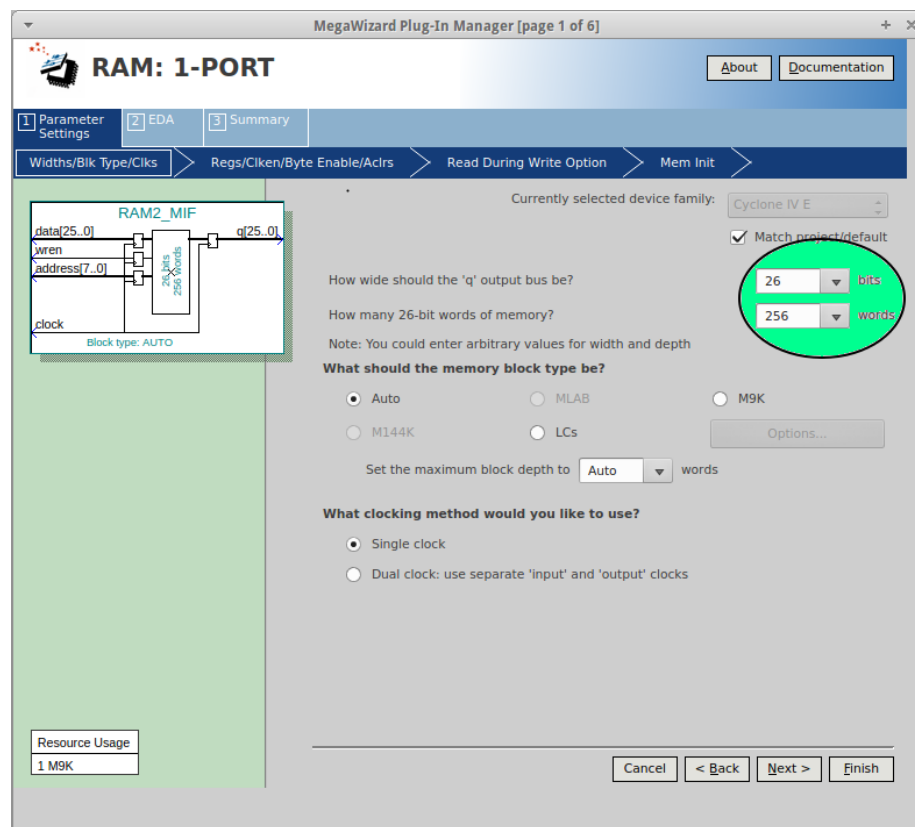 MegaWizard Plug-In Manager [page 1 of 6]
RAM: 1-PORT
About
Documentation
1 Parameter Settings
2 EDA
3 Summary
Widths/Blk Type/Clks
Regs/Clken/Byte Enable/Aclrs
Read During Write Option
Mem Init
RAM2_MIF
data[25..0]
q[25..0]
wren
address[7..0]
26 bits
256 words
clock
Block type: AUTO
Currently selected device family:
Cyclone IV E
Match project/default
How wide should the 'q' output bus be?
26
bits
How many 26-bit words of memory?
256
words
Note: You could enter arbitrary values for width and depth
What should the memory block type be?
Auto
MLAB
M9K
M144K
LCs
Options...
Set the maximum block depth to
Auto
words
What clocking method would you like to use?
Single clock
Dual clock: use separate 'input' and 'output' clocks
Resource Usage
1 M9K
Cancel
< Back
Next >
Finish